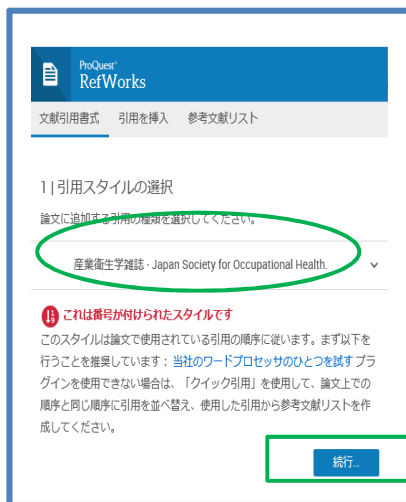 ProQuest®
RefWorks
文献引用書式 引用を挿入 参考文献リスト
1|引用スタイルの選択
論文に追加する引用の種類を選択してください。
産業衛生学雑誌 - Japan Society for Occupational Health.
これは番号が付けられたスタイルです
このスタイルは論文で使用されている引用の順序に従います。まず以下を
行うことを推奨しています： 当社のワードプロセッサのひとつを試す プラ
グインを使用できない場合は、「クイック引用」を使用して、論文上での
順序と同じ順序に引用を並べ替え、使用した引用から参考文献リストを作
成してください。
続行...